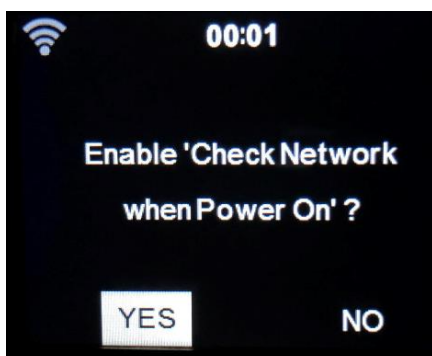 00:01
Enable 'Check Network
when Power On' ?
YES
NO